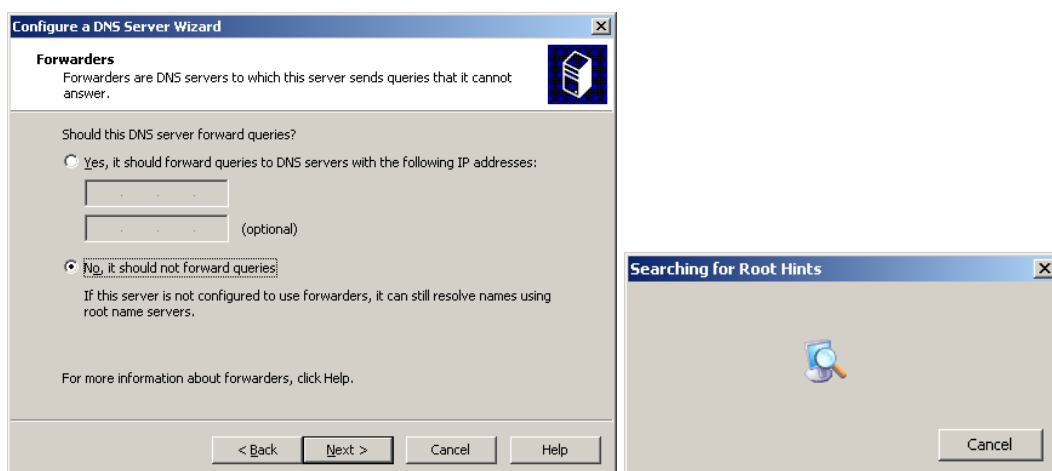 Configure a DNS Server Wizard
Forwarders
Forwarders are DNS servers to which this server sends queries that it cannot
answer.
Should this DNS server forward queries?
Yes, it should forward queries to DNS servers with the following IP addresses:
(optional)
No, it should not forward queries
If this server is not configured to use forwarders, it can still resolve names using
root name servers.
For more information about forwarders, click Help.
< Back
Next >
Cancel
Help
Searching for Root Hints
Cancel